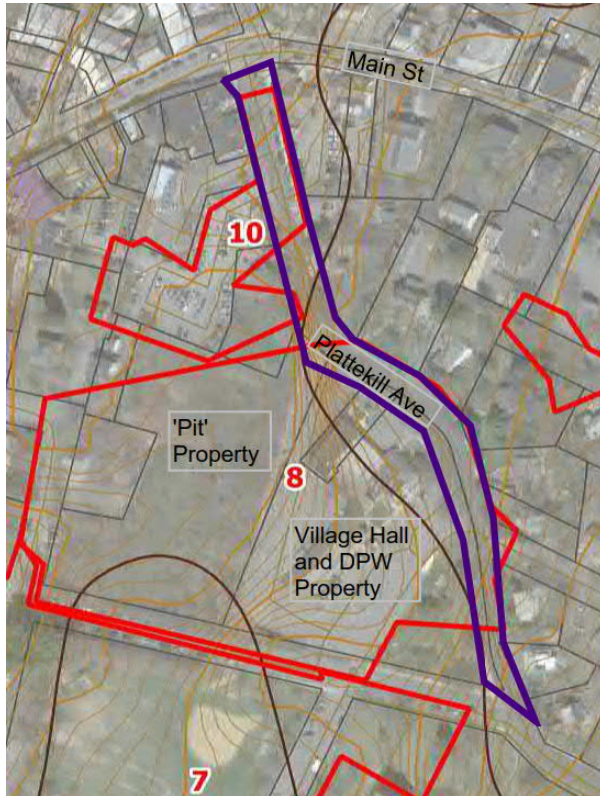 Main St
10
Plattekill Ave
'Pit'
Property
8
Village Hall
and DPW
Property
7